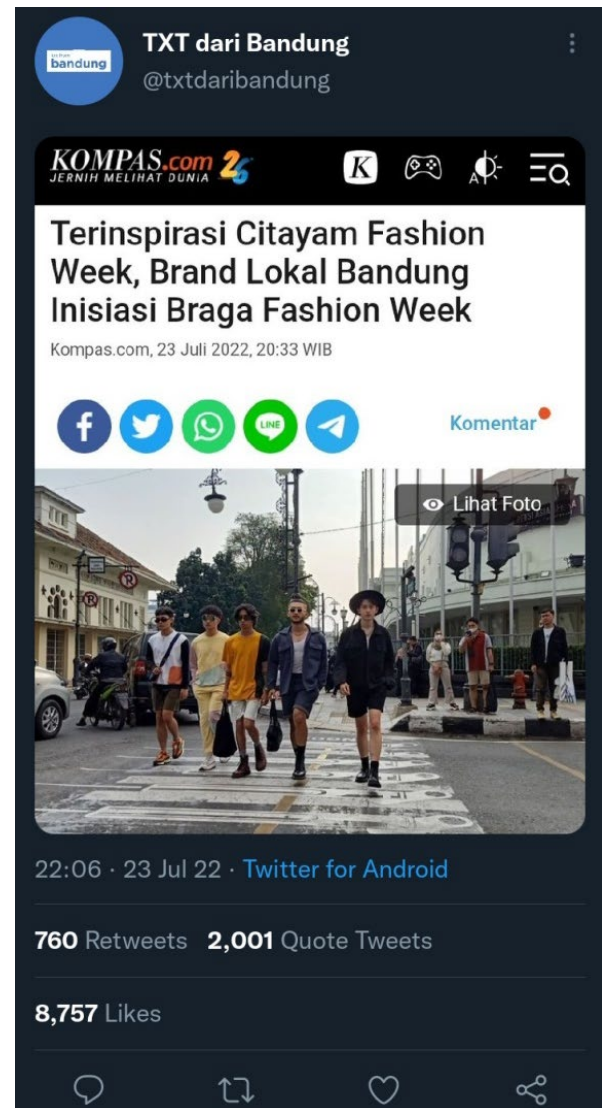 bandung
TXT dari Bandung
@txtdaribandung
KOMPAS.com 26
JERNIH MELIHAT DUNIA
K
A
Terinspirasi Citayam Fashion
Week, Brand Lokal Bandung
Inisiasi Braga Fashion Week
Kompas.com, 23 Juli 2022, 20:33 WIB
LINE
Komentar
Lihat Foto
22:06 · 23 Jul 22 · Twitter for Android
760 Retweets 2,001 Quote Tweets
8,757 Likes